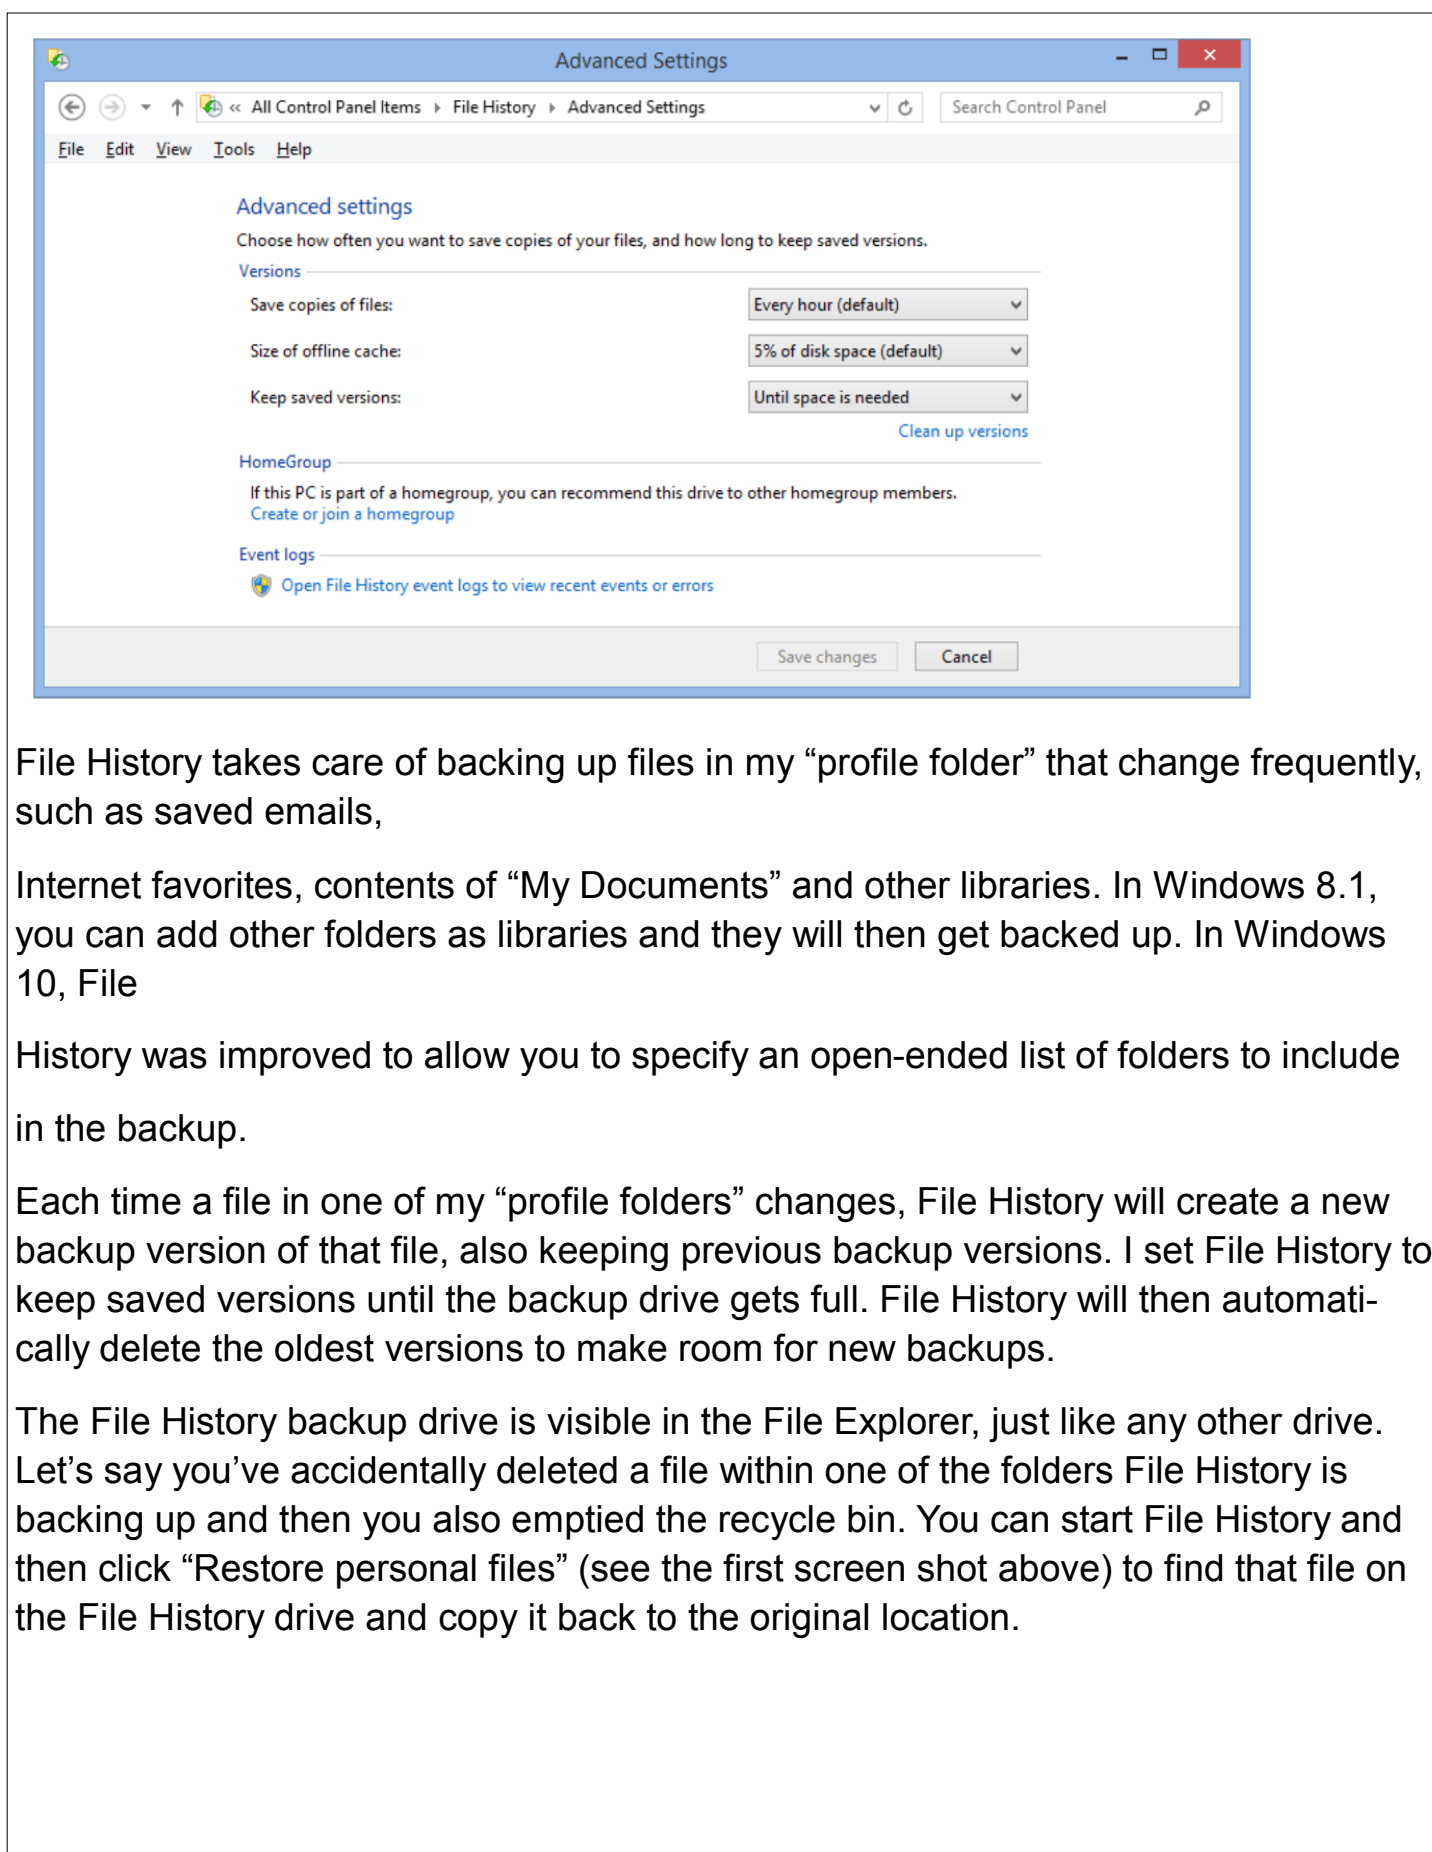 Advanced Settings
« All Control Panel Items ▸ File History ▸ Advanced Settings
Search Control Panel
File Edit View Tools Help
Advanced settings
Choose how often you want to save copies of your files, and how long to keep saved versions.
Versions
Save copies of files: Every hour (default)
Size of offline cache: 5% of disk space (default)
Keep saved versions: Until space is needed
Clean up versions
HomeGroup
If this PC is part of a homegroup, you can recommend this drive to other homegroup members.
Create or join a homegroup
Event logs
Open File History event logs to view recent events or errors
Save changes Cancel
File History takes care of backing up files in my “profile folder” that change frequently,
such as saved emails,
Internet favorites, contents of “My Documents” and other libraries. In Windows 8.1,
you can add other folders as libraries and they will then get backed up. In Windows
10, File
History was improved to allow you to specify an open-ended list of folders to include
in the backup.
Each time a file in one of my “profile folders” changes, File History will create a new
backup version of that file, also keeping previous backup versions. I set File History to
keep saved versions until the backup drive gets full. File History will then automati-
cally delete the oldest versions to make room for new backups.
The File History backup drive is visible in the File Explorer, just like any other drive.
Let’s say you’ve accidentally deleted a file within one of the folders File History is
backing up and then you also emptied the recycle bin. You can start File History and
then click “Restore personal files” (see the first screen shot above) to find that file on
the File History drive and copy it back to the original location.